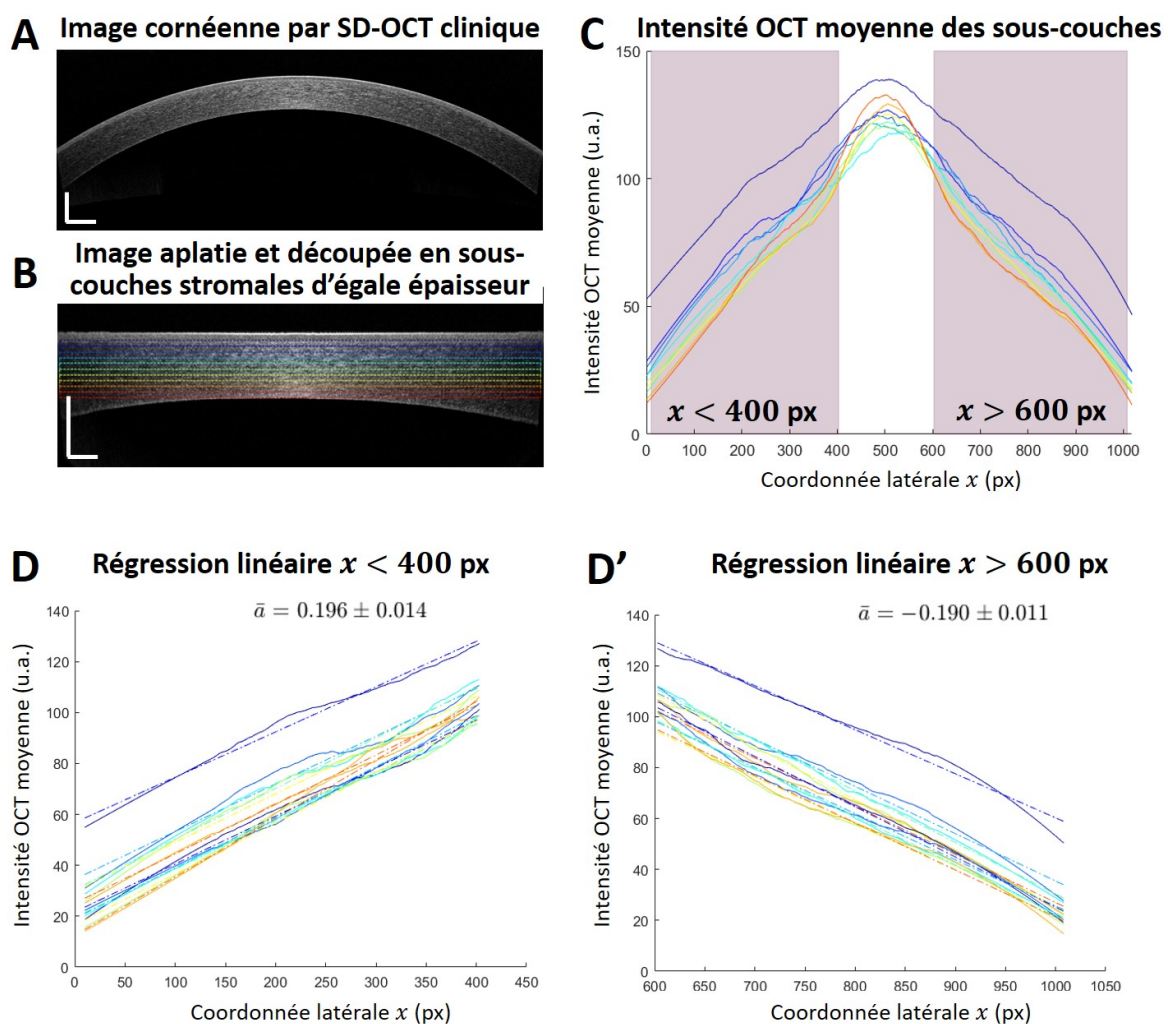 A Image cornéenne par SD-OCT clinique
B Image aplatie et découpée en sous-
couches stromales d’égale épaisseur
C Intensité OCT moyenne des sous-couches
Intensité OCT moyenne (u.a.)
150
100
50
0
x < 400 px
x > 600 px
0 100 200 300 400 500 600 700 800 900 1000
Coordonnée latérale x (px)
D Régression linéaire x < 400 px
ā = 0.196 ± 0.014
Intensité OCT moyenne (u.a.)
140
120
100
80
60
40
20
0
0 50 100 150 200 250 300 350 400 450
Coordonnée latérale x (px)
D’ Régression linéaire x > 600 px
ā = −0.190 ± 0.011
Intensité OCT moyenne (u.a.)
140
120
100
80
60
40
20
0
600 650 700 750 800 850 900 950 1000 1050
Coordonnée latérale x (px)